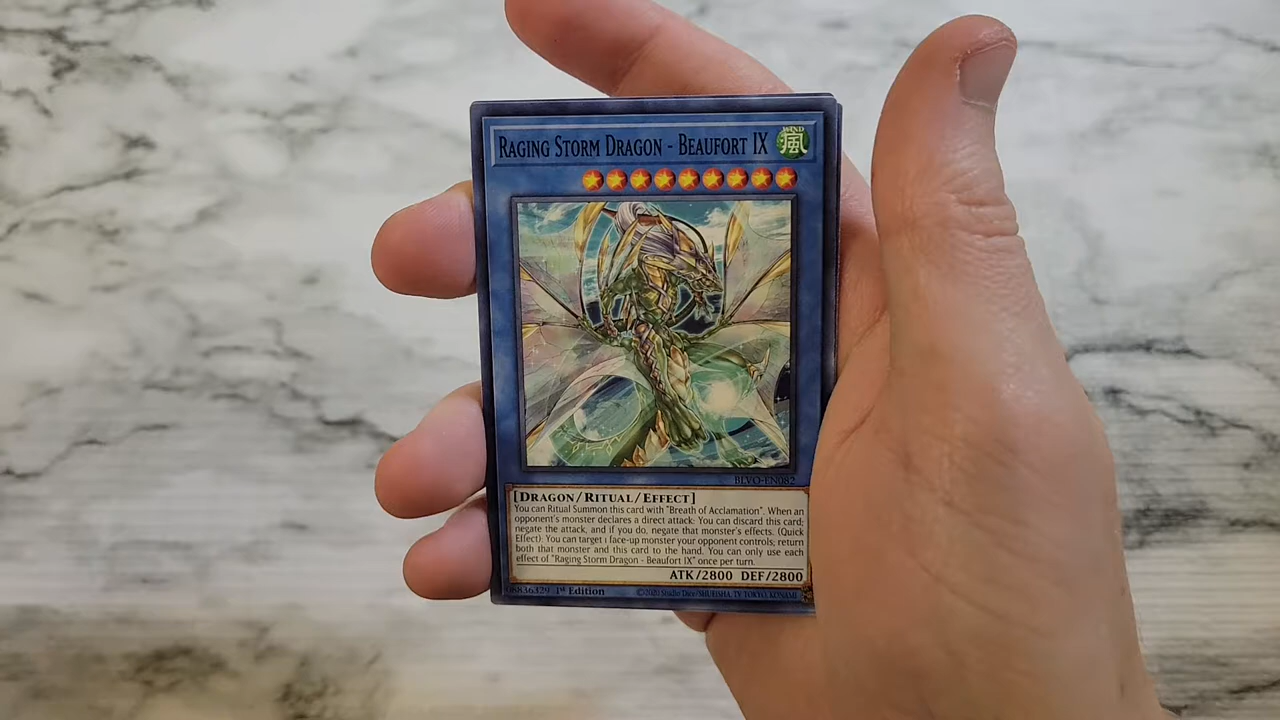 RAGING STORM DRAGON - BEAUFORT IX
WIND
風
BLVO-EN082
[DRAGON/RITUAL/EFFECT]
You can Ritual Summon this card with "Breath of Acclamation". When an
opponent's monster declares a direct attack: You can discard this card;
negate the attack, and if you do, negate that monster's effects. (Quick
Effect): You can target 1 face-up monster your opponent controls; return
both that monster and this card to the hand. You can only use each
effect of "Raging Storm Dragon - Beaufort IX" once per turn.
ATK/2800 DEF/2800
06836329 1st Edition ©2020 Studio Dice/SHUEISHA, TV TOKYO, KONAMI